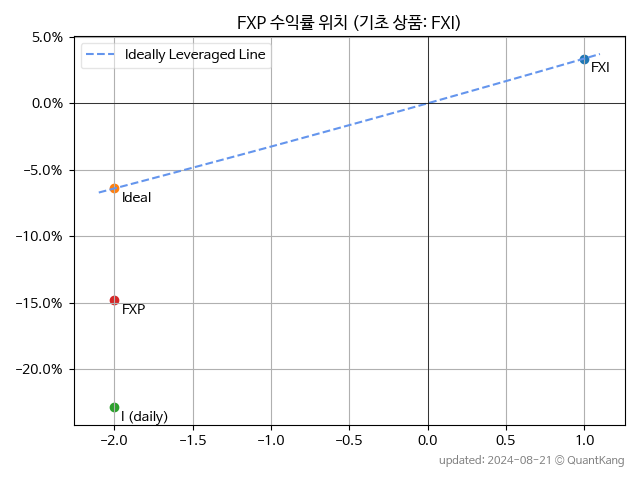 FXP 수익률 위치 (기초 상품: FXI)
5.0%
Ideally Leveraged Line
FXI
0.0%
-5.0%
Ideal
-10.0%
-15.0%
FXP
-20.0%
I (daily)
-2.0 -1.5 -1.0 -0.5 0.0 0.5 1.0
updated: 2024-08-21 © QuantKang